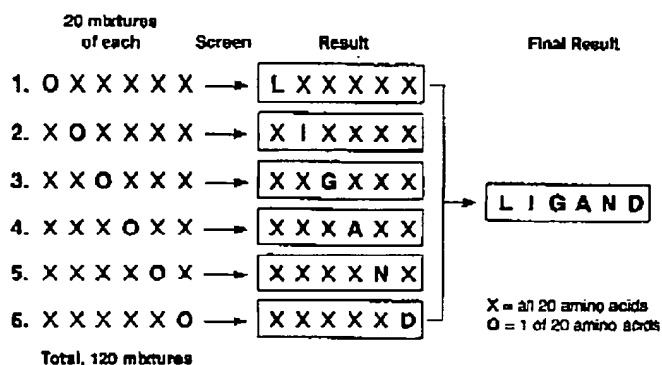 20 mixtures
of each Screen Result Final Result
1. O X X X X X L X X X X X
2. X O X X X X X I X X X X
3. X X O X X X X X G X X X
L I G A N D
4. X X X O X X X X X A X X
5. X X X X O X X X X X N X
X = all 20 amino acids
6. X X X X X O X X X X X D
O = 1 of 20 amino acids
Total, 120 mixtures